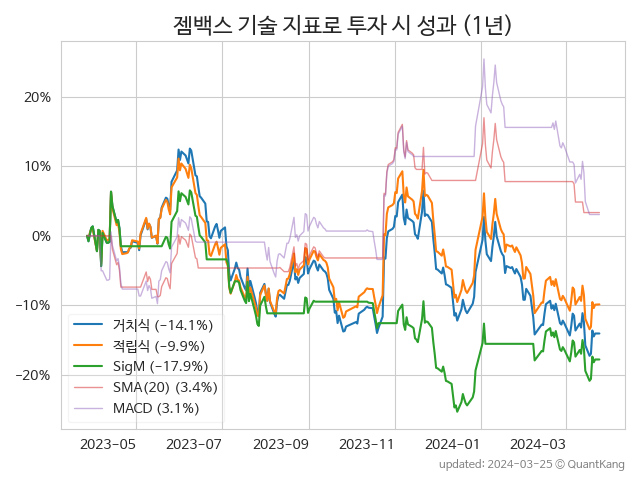 젬백스 기술 지표로 투자 시 성과 (1년)
20%
10%
0%
−10%
−20%
거치식 (−14.1%)
적립식 (−9.9%)
SigM (−17.9%)
SMA(20) (3.4%)
MACD (3.1%)
2023-05
2023-07
2023-09
2023-11
2024-01
2024-03
updated: 2024-03-25 © QuantKang